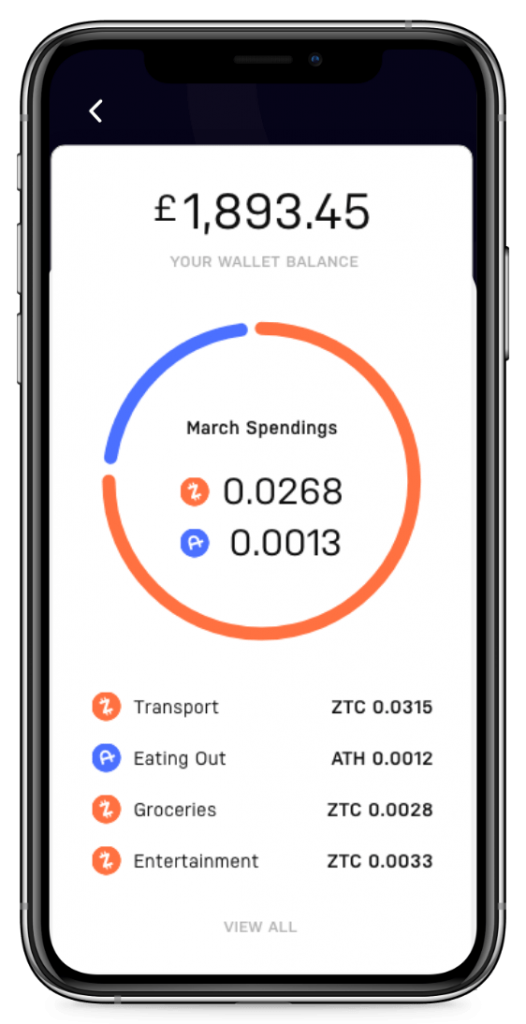 £1,893.45
YOUR WALLET BALANCE
March Spendings
0.0268
0.0013
Transport ZTC 0.0315
Eating Out ATH 0.0012
Groceries ZTC 0.0028
Entertainment ZTC 0.0033
VIEW ALL